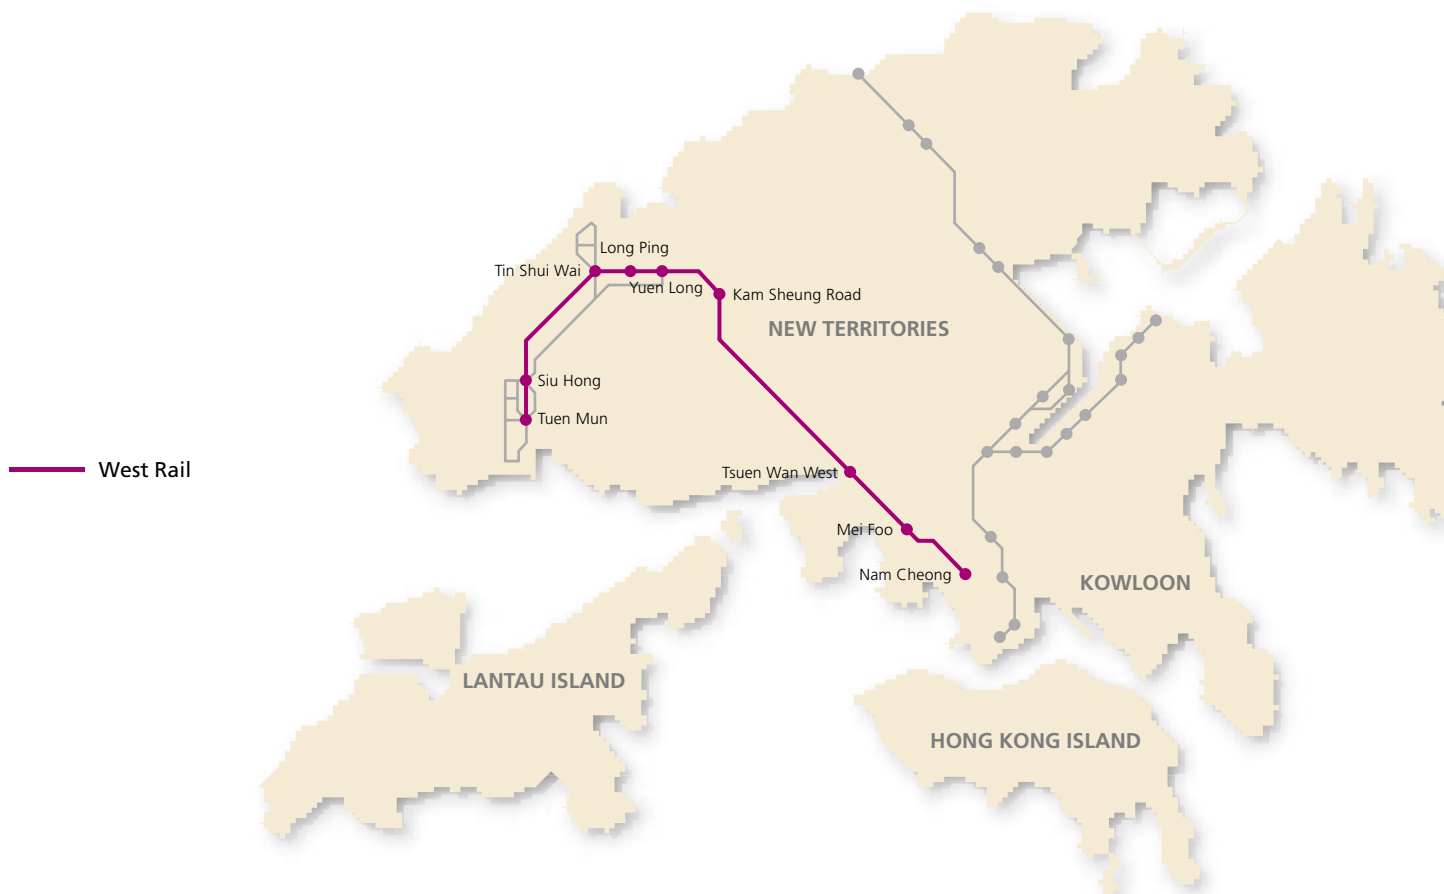 Long Ping
Tin Shui Wai
Yuen Long
Kam Sheung Road
NEW TERRITORIES
Siu Hong
Tuen Mun
West Rail
Tsuen Wan West
Mei Foo
Nam Cheong
KOWLOON
LANTAU ISLAND
HONG KONG ISLAND